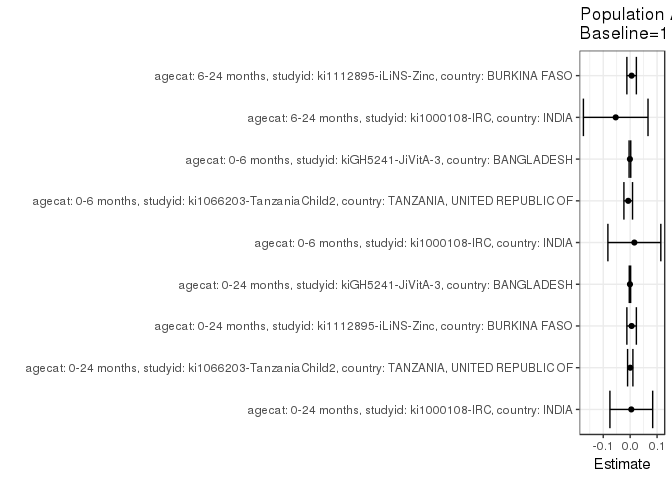 Population
Baseline=1
agecat: 6-24 months, studyid: ki1112895-iLiNS-Zinc, country: BURKINA FASO
agecat: 6-24 months, studyid: ki1000108-IRC, country: INDIA
agecat: 0-6 months, studyid: kiGH5241-JiVitA-3, country: BANGLADESH
agecat: 0-6 months, studyid: ki1066203-TanzaniaChild2, country: TANZANIA, UNITED REPUBLIC OF
agecat: 0-6 months, studyid: ki1000108-IRC, country: INDIA
agecat: 0-24 months, studyid: kiGH5241-JiVitA-3, country: BANGLADESH
agecat: 0-24 months, studyid: ki1112895-iLiNS-Zinc, country: BURKINA FASO
agecat: 0-24 months, studyid: ki1066203-TanzaniaChild2, country: TANZANIA, UNITED REPUBLIC OF
agecat: 0-24 months, studyid: ki1000108-IRC, country: INDIA
-0.1 0.0 0.1
Estimate